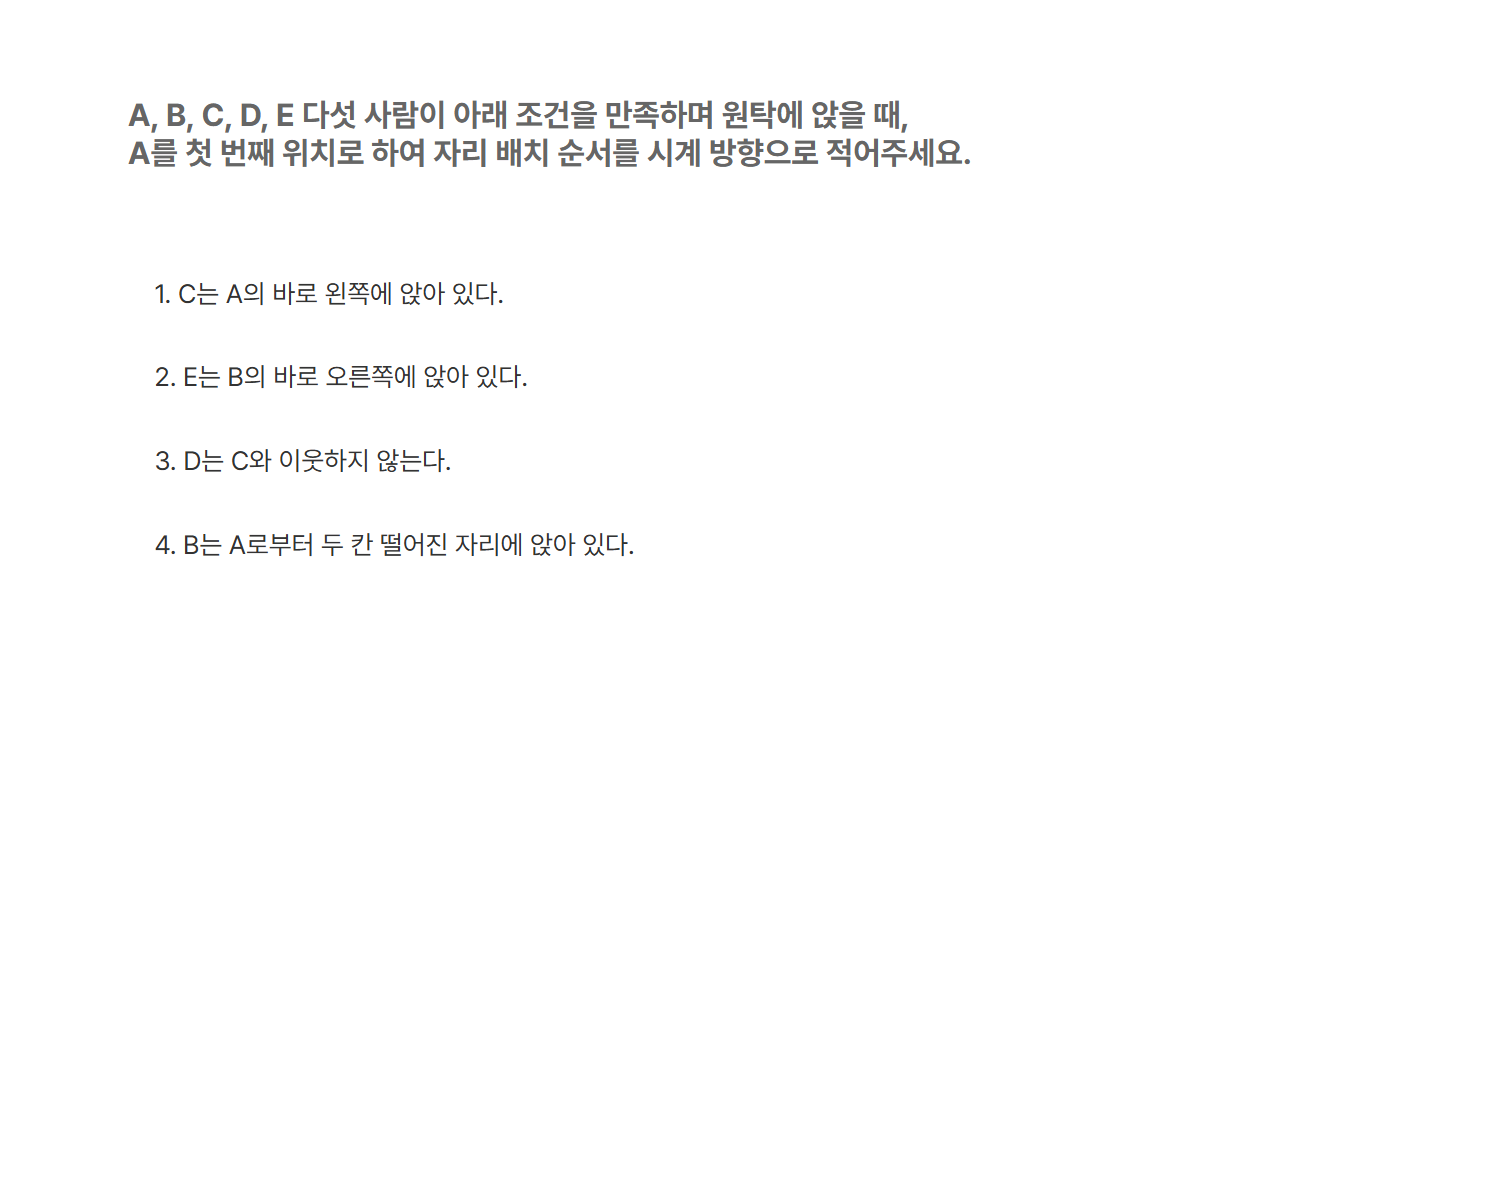 A, B, C, D, E 다섯 사람이 아래 조건을 만족하며 원탁에 앉을 때,
A를 첫 번째 위치로 하여 자리 배치 순서를 시계 방향으로 적어주세요.
1. C는 A의 바로 왼쪽에 앉아 있다.
2. E는 B의 바로 오른쪽에 앉아 있다.
3. D는 C와 이웃하지 않는다.
4. B는 A로부터 두 칸 떨어진 자리에 앉아 있다.